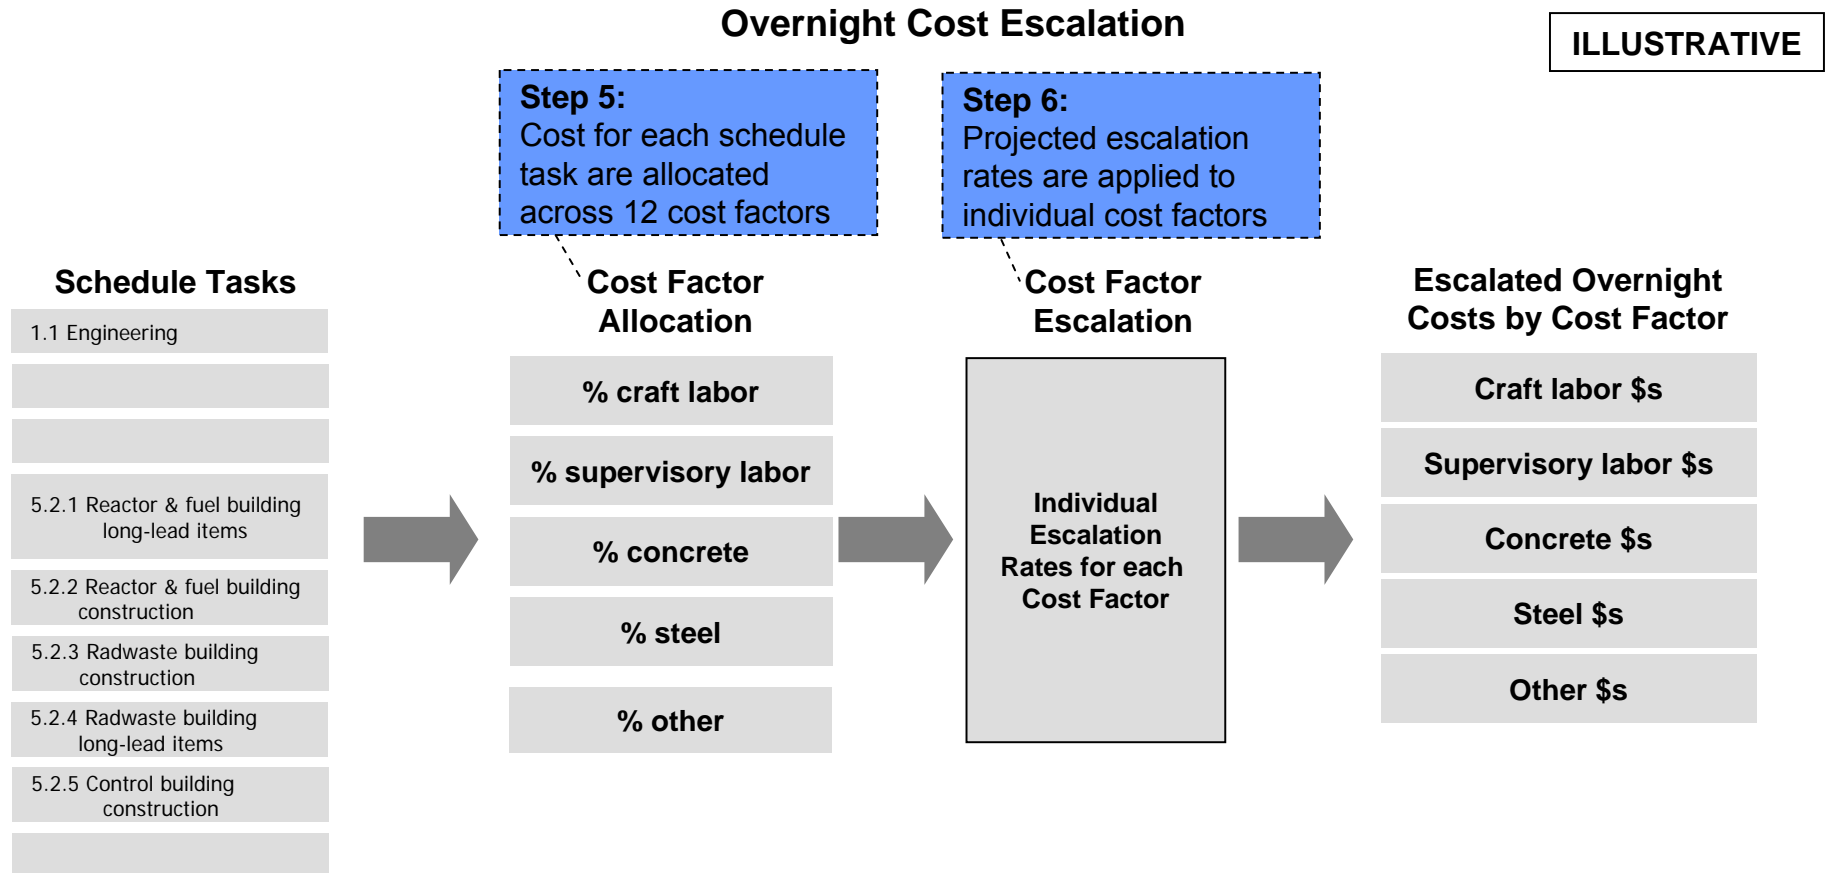 Overnight Cost Escalation
ILLUSTRATIVE
Step 5:
Cost for each schedule
task are allocated
across 12 cost factors
Step 6:
Projected escalation
rates are applied to
individual cost factors
Schedule Tasks
1.1 Engineering
5.2.1 Reactor & fuel building
long-lead items
5.2.2 Reactor & fuel building
construction
5.2.3 Radwaste building
construction
5.2.4 Radwaste building
long-lead items
5.2.5 Control building
construction
Cost Factor
Allocation
% craft labor
% supervisory labor
% concrete
% steel
% other
Cost Factor
Escalation
Individual
Escalation
Rates for each
Cost Factor
Escalated Overnight
Costs by Cost Factor
Craft labor $s
Supervisory labor $s
Concrete $s
Steel $s
Other $s